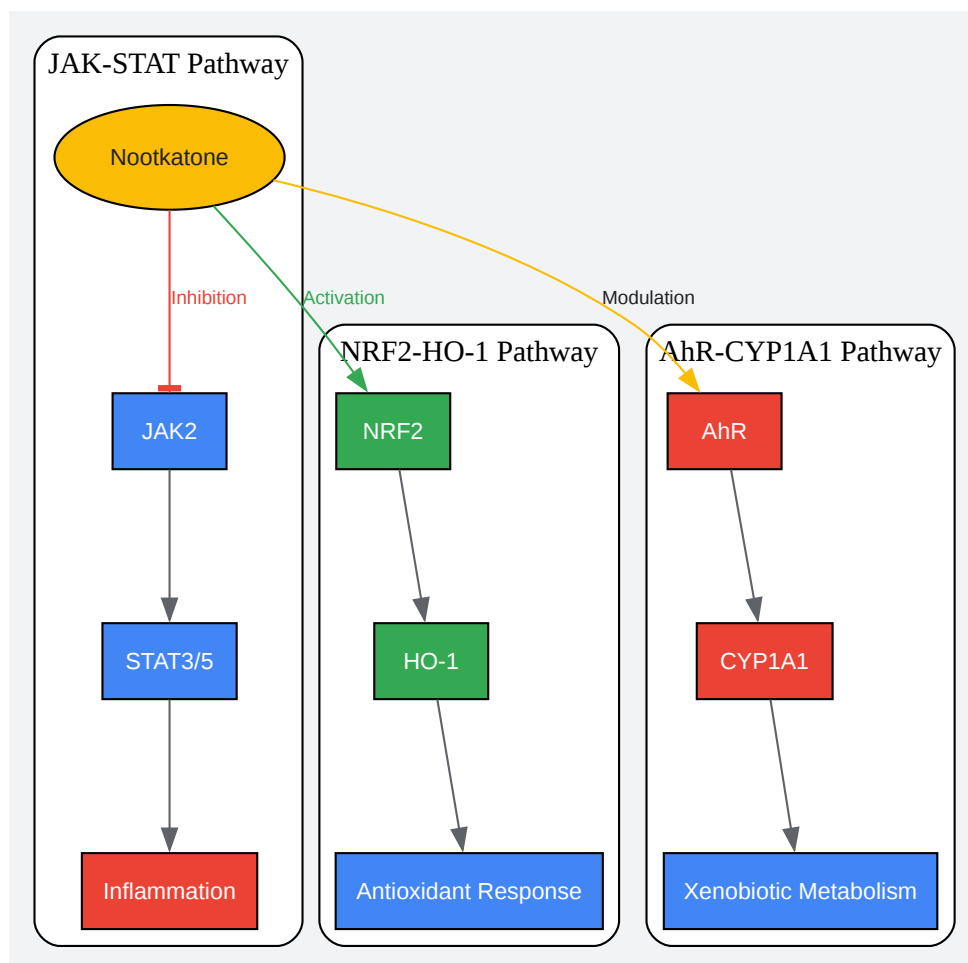 JAK-STAT Pathway
Nootkatone
Inhibition
Activation
Modulation
NRF2-HO-1 Pathway
AhR-CYP1A1 Pathway
JAK2
NRF2
AhR
STAT3/5
HO-1
CYP1A1
Inflammation
Antioxidant Response
Xenobiotic Metabolism